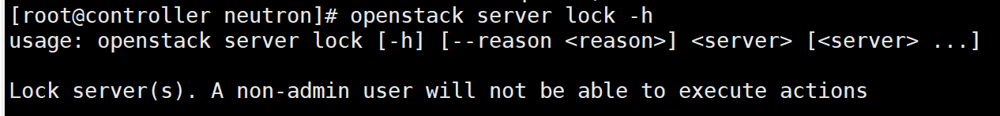 [root@controller neutron]# openstack server lock -h
usage: openstack server lock [-h] [--reason <reason>] <server> [<server> ...]
Lock server(s). A non-admin user will not be able to execute actions